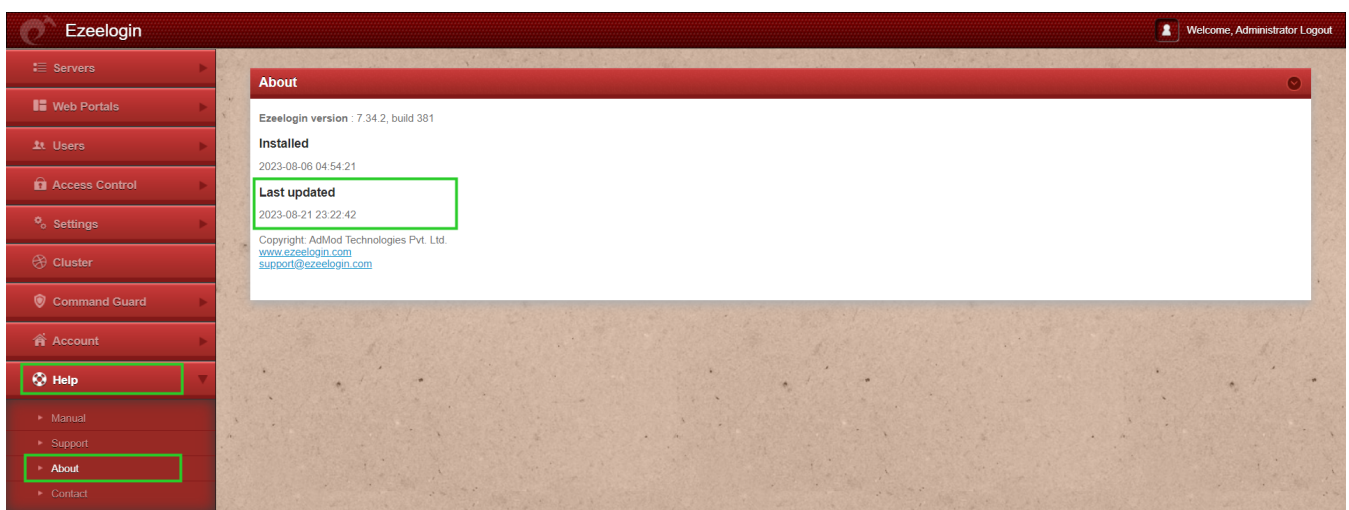 Ezeelogin
Welcome, Administrator Logout
Servers
Web Portals
Users
Access Control
Settings
Cluster
Command Guard
Account
Help
Manual
Support
About
Contact
About
Ezeelogin version : 7.34.2, build 381
Installed
2023-08-06 04:54:21
Last updated
2023-08-21 23:22:42
Copyright: AdMod Technologies Pvt. Ltd.
www.ezeelogin.com
support@ezeelogin.com